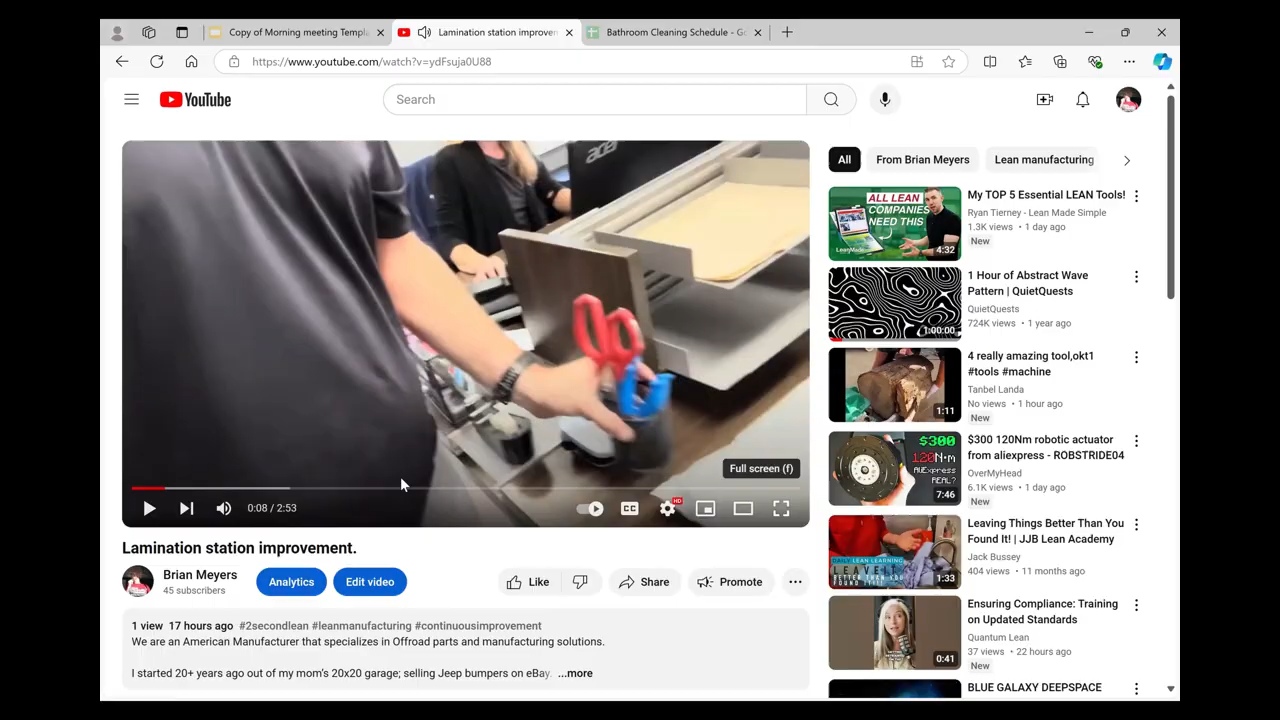 Copy of Morning meeting Templa
Lamination station improvemen
Bathroom Cleaning Schedule - Go
https://www.youtube.com/watch?v=ydFsuja0U88
YouTube
Search
acer
Full screen (f)
CC
HD
0:08 / 2:53
Lamination station improvement.
Brian Meyers
45 subscribers
Analytics
Edit video
Like
Share
Promote
1 view 17 hours ago #2secondlean #leanmanufacturing #continuousimprovement
We are an American Manufacturer that specializes in Offroad parts and manufacturing solutions.
I started 20+ years ago out of my mom's 20x20 garage; selling Jeep bumpers on eBay. ...more
All
From Brian Meyers
Lean manufacturing
ALL LEAN
COMPANIES
NEED THIS
4:32
My TOP 5 Essential LEAN Tools!
Ryan Tierney - Lean Made Simple
1.3K views • 1 day ago
New
1:00:00
1 Hour of Abstract Wave
Pattern | QuietQuests
QuietQuests
724K views • 1 year ago
1:11
4 really amazing tool,okt1
#tools #machine
Tanbel Landa
No views • 1 hour ago
New
$300
120N•m
AliExpress
REAL?
7:46
$300 120Nm robotic actuator
from aliexpress - ROBSTRIDE04
OverMyHead
6.1K views • 1 day ago
New
1:33
Leaving Things Better Than You
Found It! | JJB Lean Academy
Jack Bussey
404 views • 11 months ago
0:41
Ensuring Compliance: Training
on Updated Standards
Quantum Lean
37 views • 22 hours ago
New
BLUE GALAXY DEEPSPACE